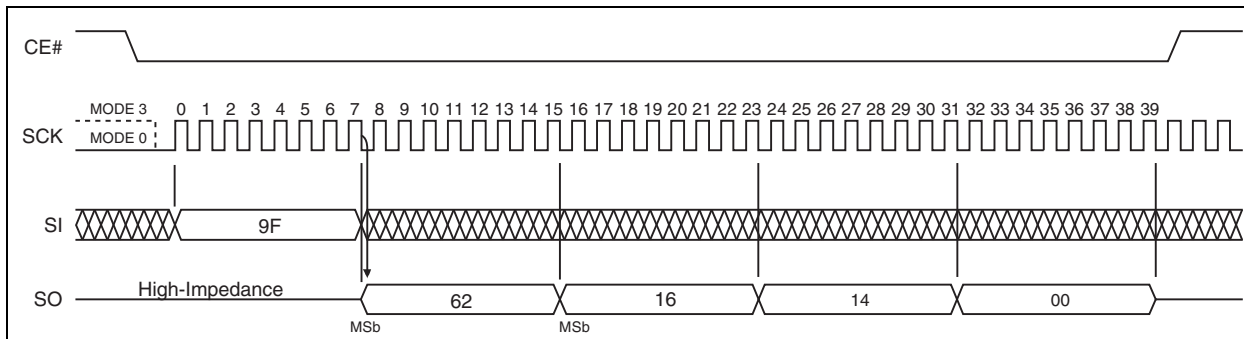 CE#
MODE 3
0 1 2 3 4 5 6 7 8 9 10 11 12 13 14 15 16 17 18 19 20 21 22 23 24 25 26 27 28 29 30 31 32 33 34 35 36 37 38 39
SCK
MODE 0
SI
9F
SO
High-Impedance
62
16
14
00
MSb
MSb